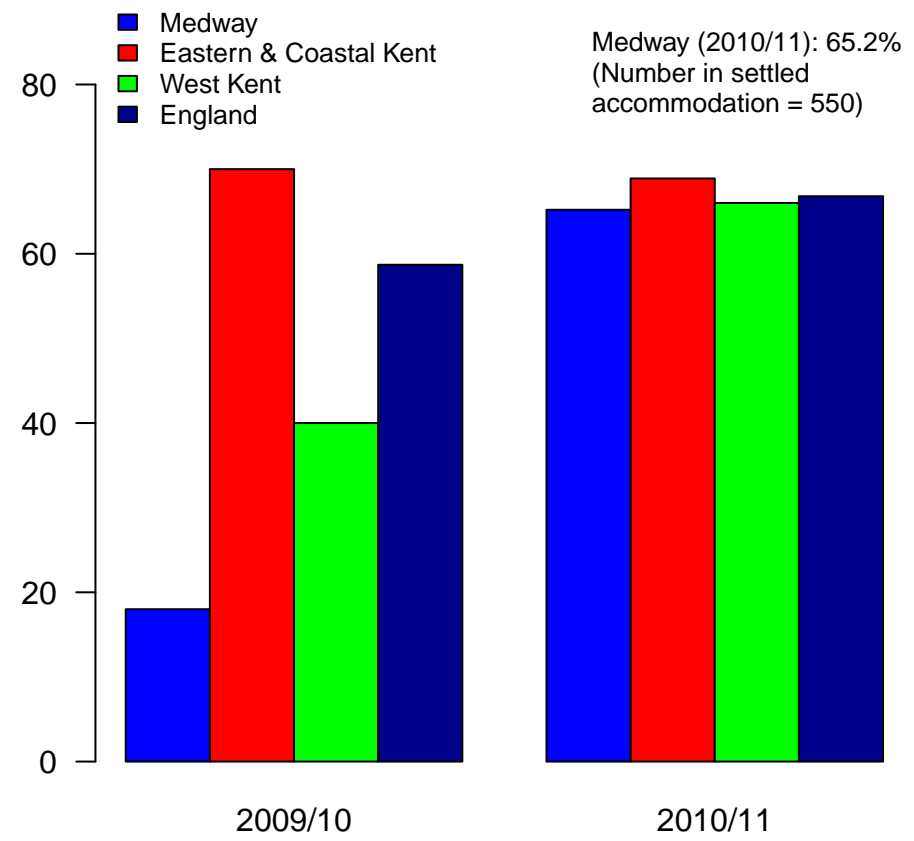 Medway
Eastern & Coastal Kent
West Kent
England
Medway (2010/11): 65.2%
(Number in settled
accommodation = 550)
80
60
40
20
0
2009/10
2010/11